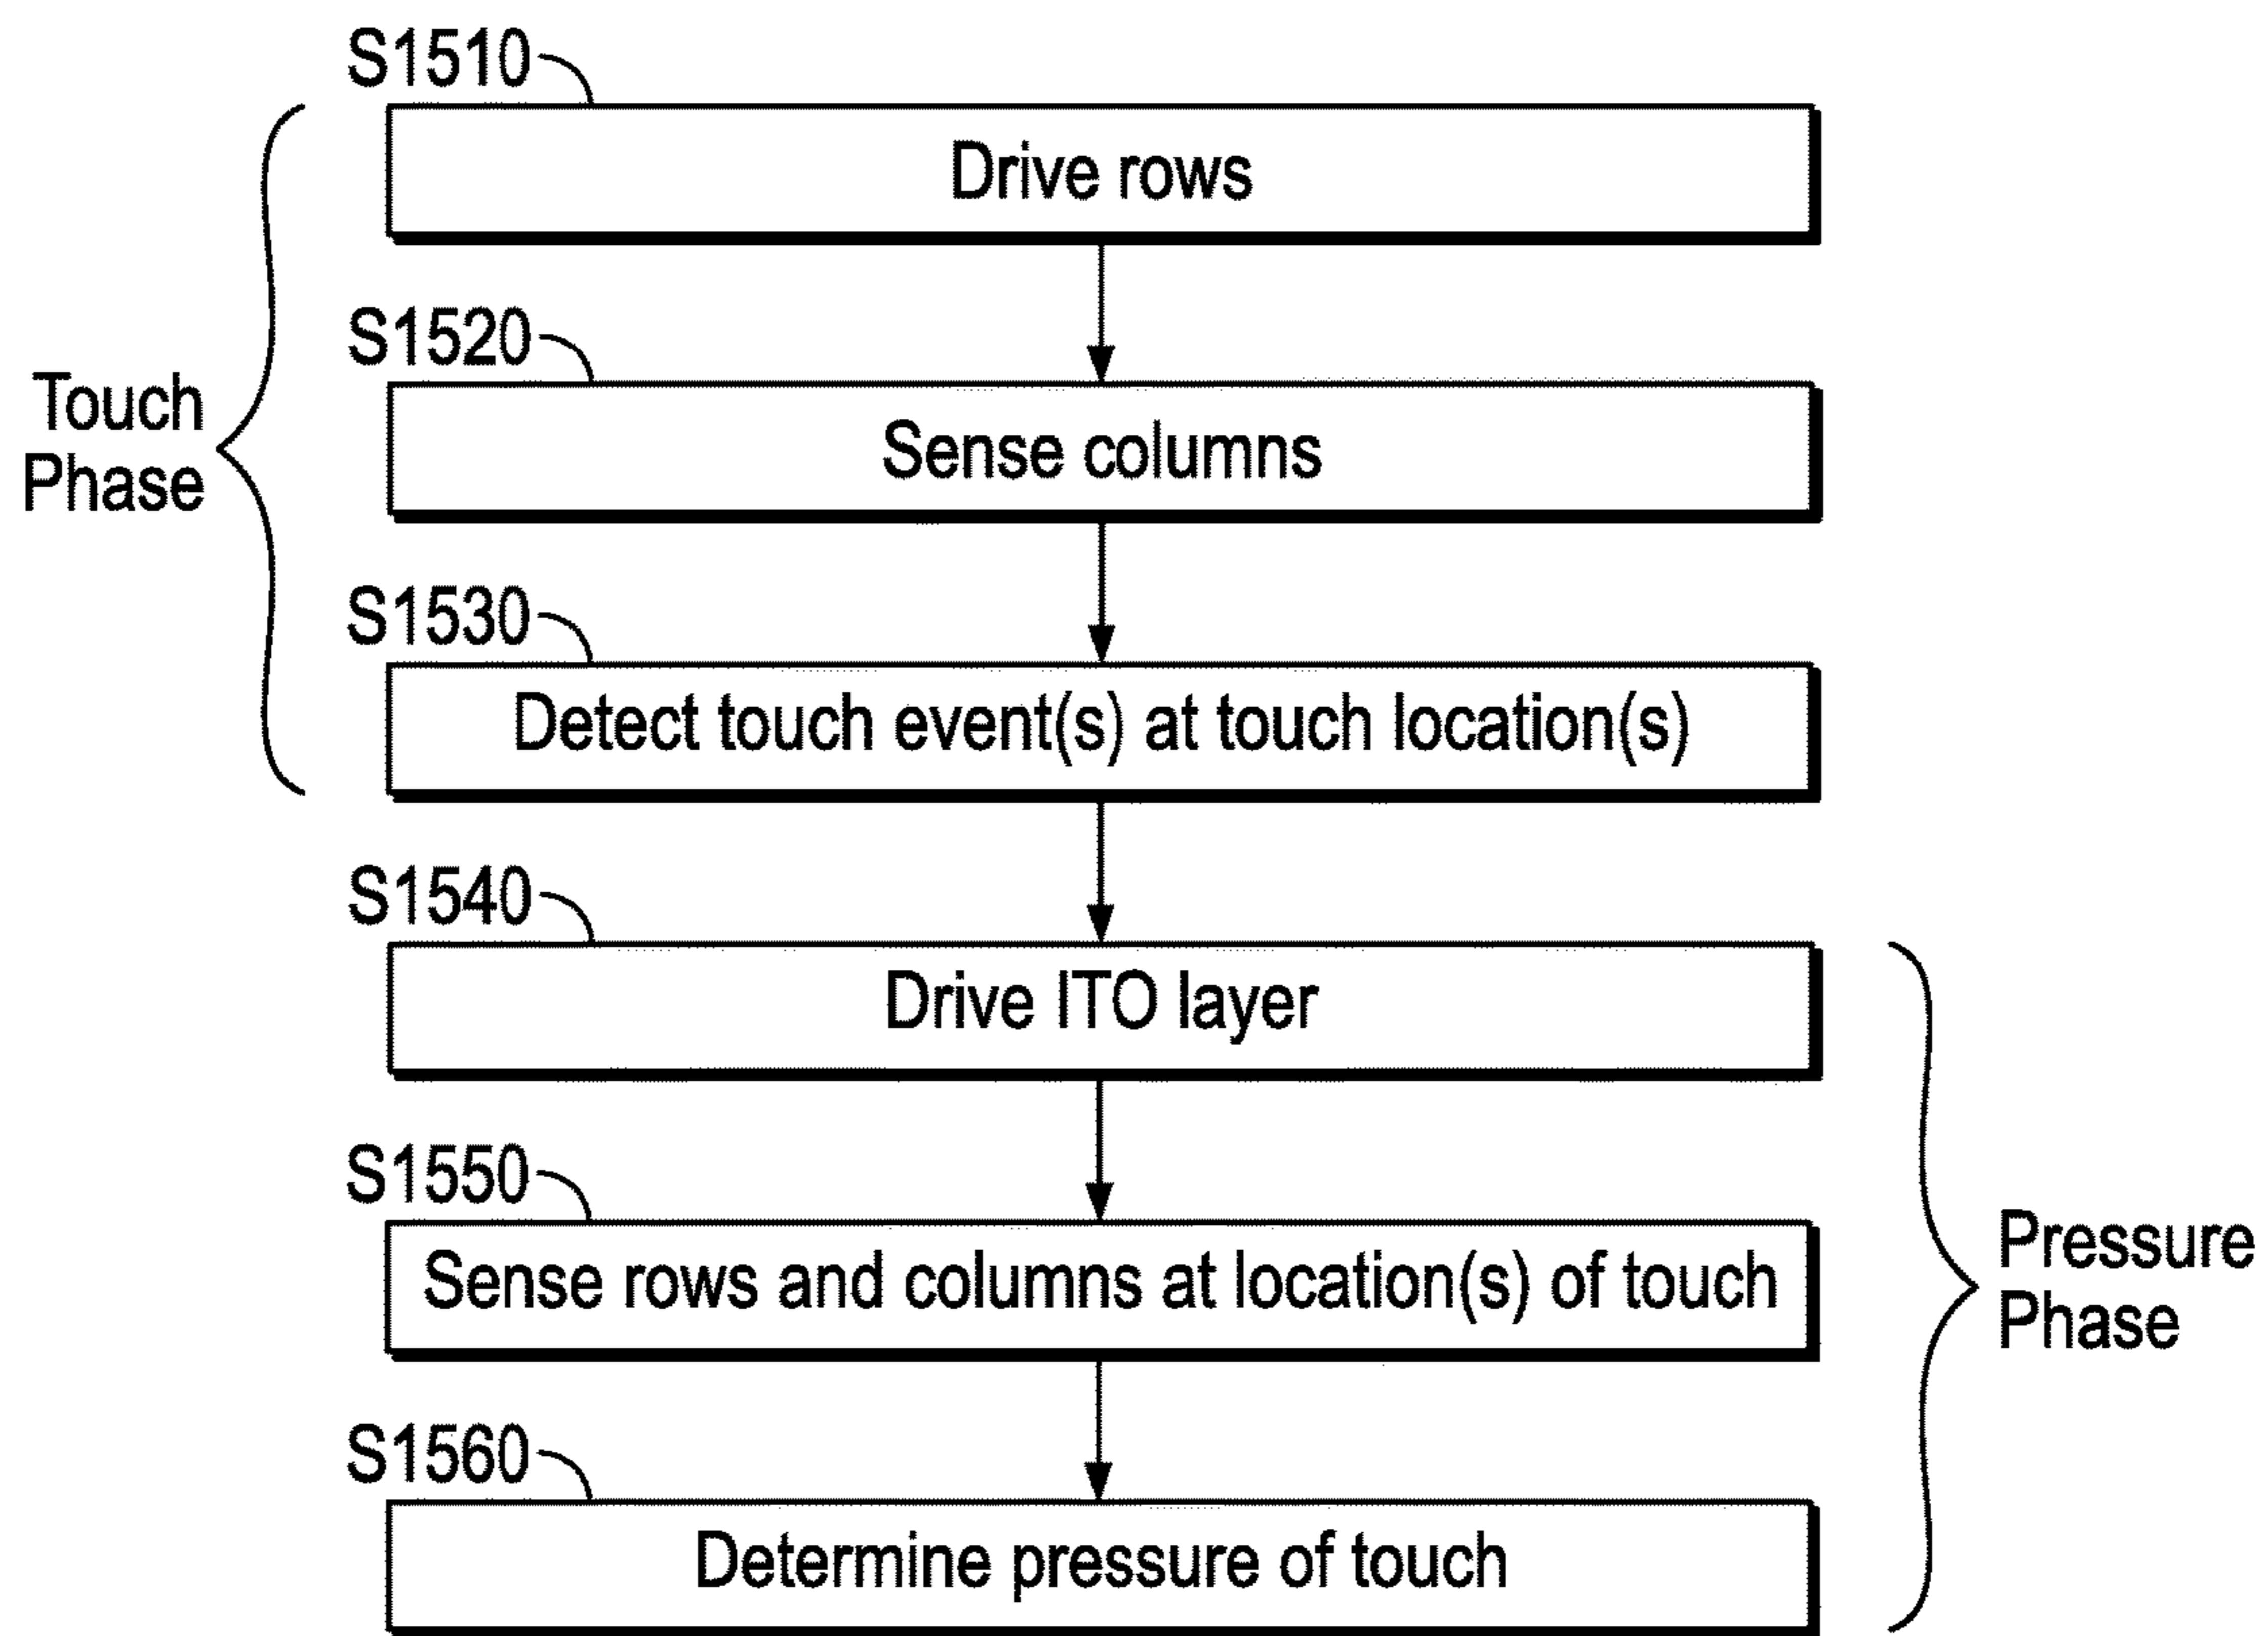 S1510
Drive rows
S1520
Touch
Phase
Sense columns
S1530
Detect touch event(s) at touch location(s)
S1540
Drive ITO layer
S1550
Sense rows and columns at location(s) of touch
Pressure
Phase
S1560
Determine pressure of touch